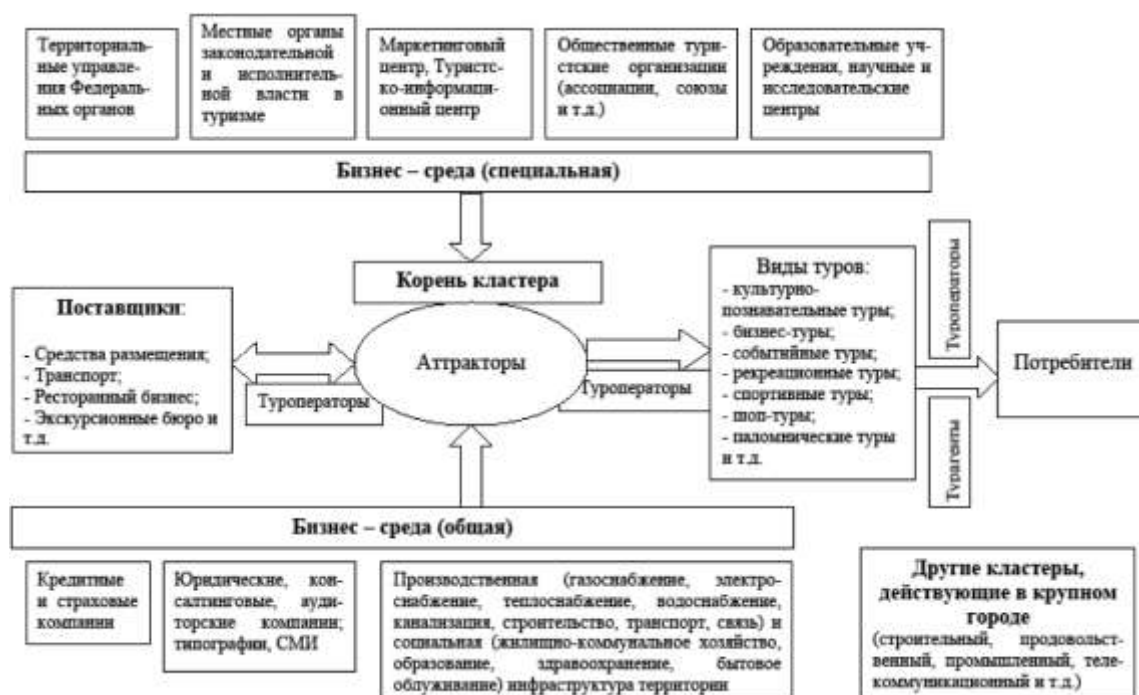 Территориаль-
ные управле-
ния Федераль-
ных органов
Местные органы
законодательной
и исполнитель-
ной власти в
туризме
Маркетинговый
центр, Туристс-
ко-информаци-
онный центр
Общественные тури-
стские организации
(ассоциации, союзы
и т.д.)
Образовательные уч-
реждения, научные и
исследовательские
центры
Бизнес – среда (специальная)
Корень кластера
Аттракторы
Поставщики:
- Средства размещения;
- Транспорт;
- Ресторанный бизнес;
- Экскурсионные бюро и
т.д.
Туроператоры
Туроператоры
Виды туров:
- культурно-
познавательные туры;
- бизнес-туры;
- событийные туры;
- рекреационные туры;
- спортивные туры;
- шоп-туры;
- паломнические туры
и т.д.
Туроператоры
Турагенты
Потребители
Бизнес – среда (общая)
Кредитные
и страховые
компании
Юридические, кон-
салтинговые, ауди-
торские компании;
типографии, СМИ
Производственная (газоснабжение, электро-
снабжение, теплоснабжение, водоснабжение,
канализация, строительство, транспорт, связь) и
социальная (жилищно-коммунальное хозяйство,
образование, здравоохранение, бытовое
облуживание) инфраструктура территории
Другие кластеры,
действующие в крупном
городе
(строительный, продовольст-
венный, промышленный, теле-
коммуникационный и т.д.)